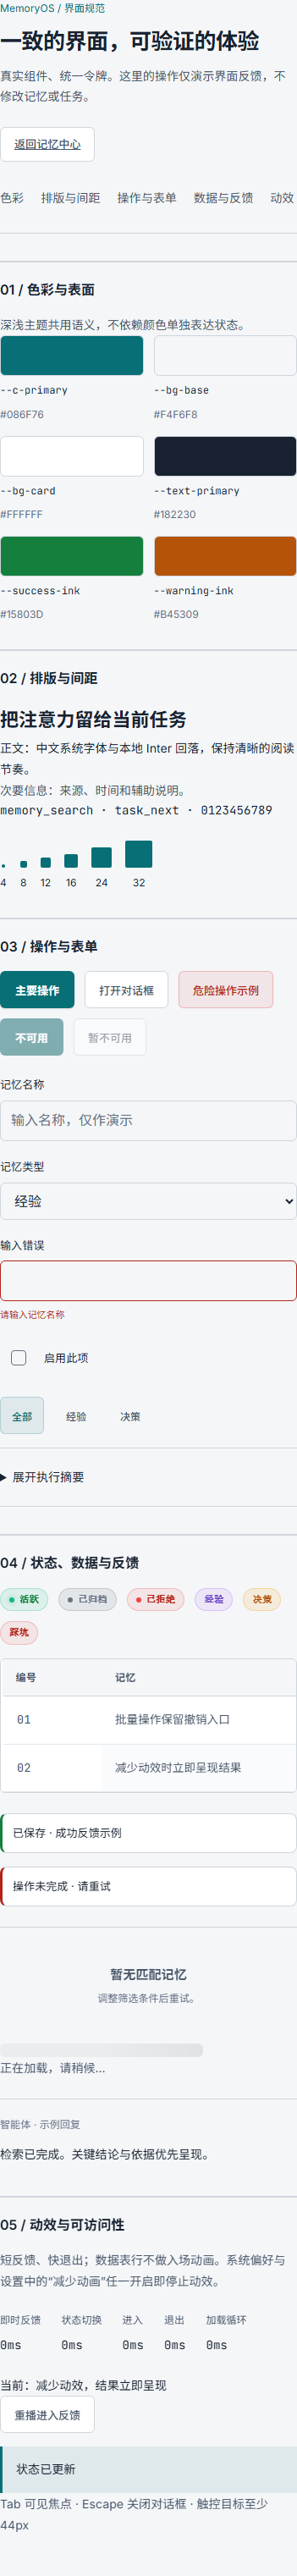 MemoryOS / 界面规范
一致的界面，可验证的体验
真实组件、统一令牌。这里的操作仅演示界面反馈，不
修改记忆或任务。
返回记忆中心
色彩 排版与间距 操作与表单 数据与反馈 动效
01 / 色彩与表面
深浅主题共用语义，不依赖颜色单独表达状态。
--c-primary --bg-base
#086F76 #F4F6F8
--bg-card --text-primary
#FFFFFF #182230
--success-ink --warning-ink
#15803D #B45309
02 / 排版与间距
把注意力留给当前任务
正文：中文系统字体与本地 Inter 回落，保持清晰的阅读
节奏。
次要信息：来源、时间和辅助说明。
memory_search · task_next · 0123456789
4 8 12 16 24 32
03 / 操作与表单
主要操作 打开对话框 危险操作示例
不可用 暂不可用
记忆名称
输入名称，仅作演示
记忆类型
经验
输入错误
请输入记忆名称
启用此项
全部 经验 决策
展开执行摘要
04 / 状态、数据与反馈
活跃 已归档 已拒绝 经验 决策
踩坑
编号 记忆
01 批量操作保留撤销入口
02 减少动效时立即呈现结果
已保存 · 成功反馈示例
操作未完成 · 请重试
暂无匹配记忆
调整筛选条件后重试。
正在加载，请稍候…
智能体 · 示例回复
检索已完成。关键结论与依据优先呈现。
05 / 动效与可访问性
短反馈、快退出；数据表行不做入场动画。系统偏好与
设置中的“减少动画”任一开启即停止动效。
即时反馈 状态切换 进入 退出 加载循环
0ms 0ms 0ms 0ms 0ms
当前：减少动效，结果立即呈现
重播进入反馈
状态已更新
Tab 可见焦点 · Escape 关闭对话框 · 触控目标至少
44px